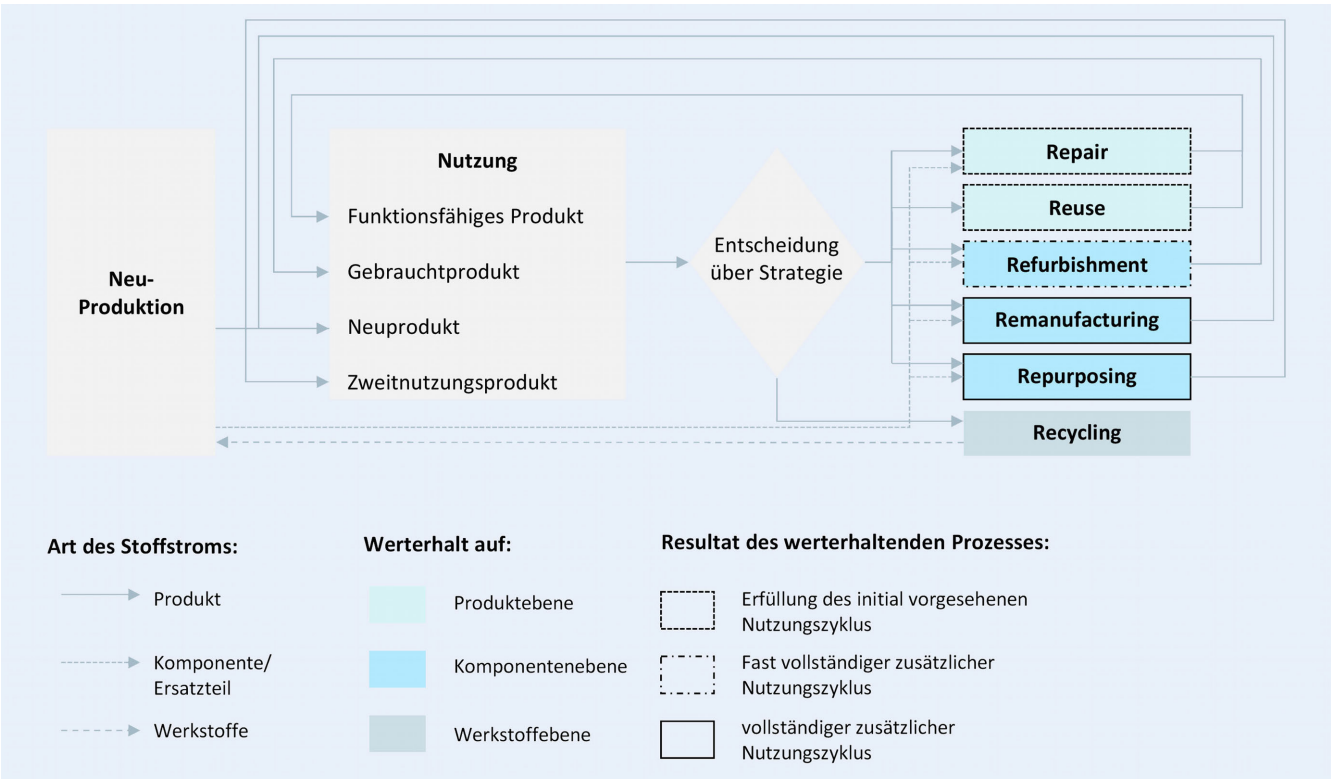 Neu-
Produktion
Nutzung
Funktionsfähiges Produkt
Gebrauchtprodukt
Neuprodukt
Zweitnutzungsprodukt
Entscheidung
über Strategie
Repair
Reuse
Refurbishment
Remanufacturing
Repurposing
Recycling
Art des Stoffstroms:
Produkt
Komponente/
Ersatzteil
Werkstoffe
Werterhalt auf:
Produktebene
Komponentenebene
Werkstoffebene
Resultat des werterhaltenden Prozesses:
Erfüllung des initial vorgesehenen
Nutzungszyklus
Fast vollständiger zusätzlicher
Nutzungszyklus
vollständiger zusätzlicher
Nutzungszyklus